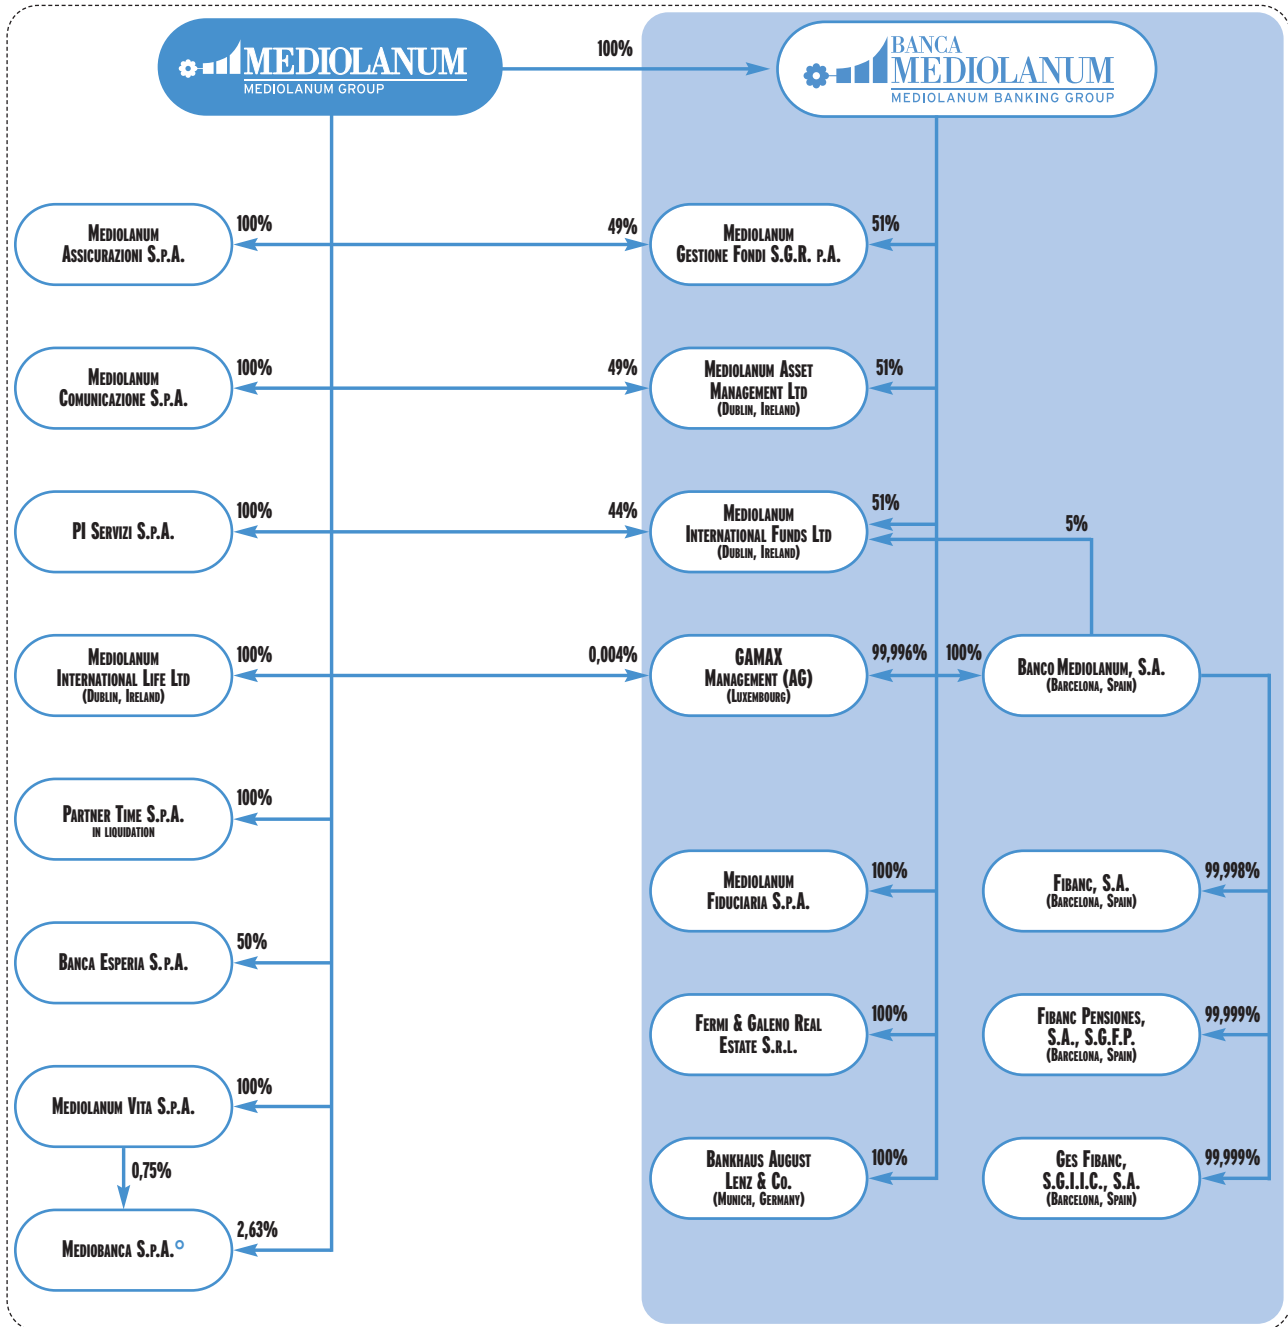 MEDIOLANUM
MEDIOLANUM GROUP
100%
BANCA
MEDIOLANUM
MEDIOLANUM BANKING GROUP
Mediolanum
Assicurazioni S.p.A.
100%
49%
Mediolanum
Gestione Fondi S.G.R. p.A.
51%
Mediolanum
Comunicazione S.p.A.
100%
49%
Mediolanum Asset
Management Ltd
(Dublin, Ireland)
51%
PI Servizi S.p.A.
100%
44%
Mediolanum
International Funds Ltd
(Dublin, Ireland)
51%
5%
Mediolanum
International Life Ltd
(Dublin, Ireland)
100%
0,004%
GAMAX
Management (AG)
(Luxembourg)
99,996%
100%
Banco Mediolanum, S.A.
(Barcelona, Spain)
Partner Time S.p.A.
in liquidation
100%
Mediolanum
Fiduciaria S.p.A.
100%
Fibanc, S.A.
(Barcelona, Spain)
99,998%
Banca Esperia S.p.A.
50%
Fermi & Galeno Real
Estate S.r.l.
100%
Fibanc Pensiones,
S.A., S.G.F.P.
(Barcelona, Spain)
99,999%
Mediolanum Vita S.p.A.
100%
0,75%
Bankhaus August
Lenz & Co.
(Munich, Germany)
100%
Ges Fibanc,
S.G.I.I.C., S.A.
(Barcelona, Spain)
99,999%
Mediobanca S.p.A.°
2,63%